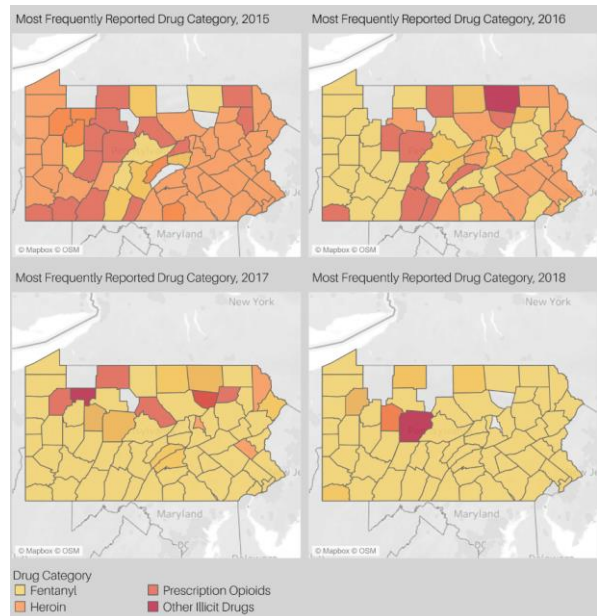 Most Frequently Reported Drug Category, 2015
Most Frequently Reported Drug Category, 2016
Maryland
Maryland
© Mapbox © OSM
© Mapbox © OSM
Most Frequently Reported Drug Category, 2017
Most Frequently Reported Drug Category, 2018
New York
New York
Maryland
Maryland
DC
© Mapbox © OSM
© Mapbox © OSM
Drug Category
Fentanyl
Prescription Opioids
Heroin
Other Illicit Drugs